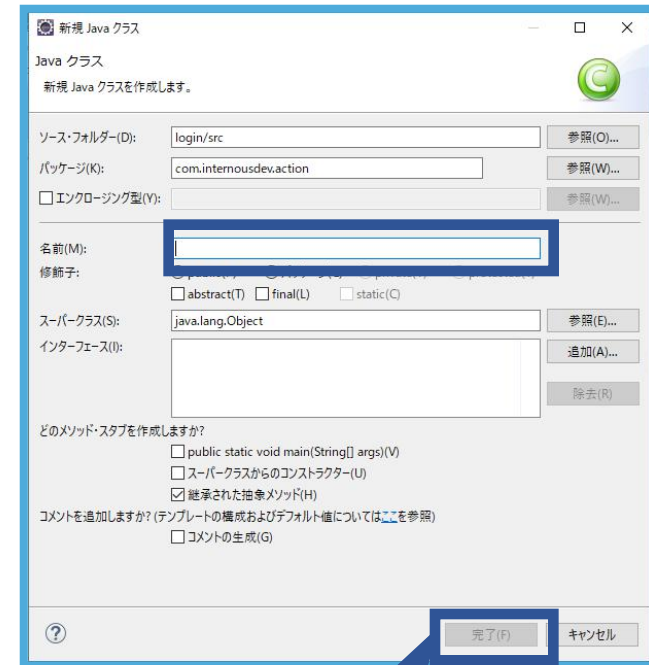 新規 Java クラス
Java クラス
新規 Java クラスを作成します。
ソース・フォルダー(D): login/src 参照(O)...
パッケージ(K): com.internousdev.action 参照(W)...
エンクロージング型(Y): 参照(W)...
名前(M):
修飾子:
abstract(T) final(L) static(C)
スーパークラス(S): java.lang.Object 参照(E)...
インターフェース(I): 追加(A)...
除去(R)
どのメソッド・スタブを作成しますか?
public static void main(String[] args)(V)
スーパークラスからのコンストラクター(U)
継承された抽象メソッド(H)
コメントを追加しますか? (テンプレートの構成およびデフォルト値についてはここを参照)
コメントの生成(G)
完了(F) キャンセル